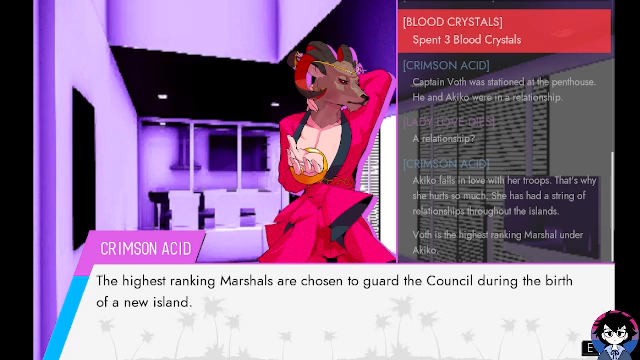 [BLOOD CRYSTALS]
Spent 3 Blood Crystals
[CRIMSON ACID]
Captain Voth was stationed at the penthouse.
He and Akiko were in a relationship.
[LADY LOVE DIES]
A relationship?
[CRIMSON ACID]
Akiko falls in love with her troops. That's why
she hurts so much. She has had a string of
relationships throughout the islands.
Voth is the highest ranking Marshal under
Akiko.
CRIMSON ACID
The highest ranking Marshals are chosen to guard the Council during the birth
of a new island.
E